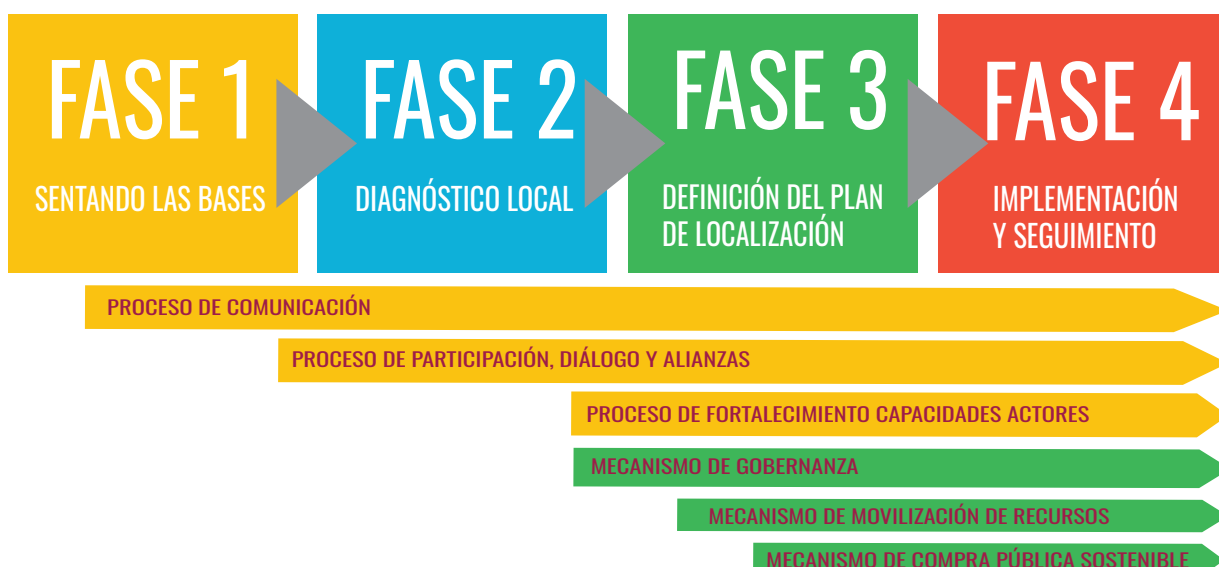 FASE 1
SENTANDO LAS BASES
FASE 2
DIAGNÓSTICO LOCAL
FASE 3
DEFINICIÓN DEL PLAN
DE LOCALIZACIÓN
FASE 4
IMPLEMENTACIÓN
Y SEGUIMIENTO
PROCESO DE COMUNICACIÓN
PROCESO DE PARTICIPACIÓN, DIÁLOGO Y ALIANZAS
PROCESO DE FORTALECIMIENTO CAPACIDADES ACTORES
MECANISMO DE GOBERNANZA
MECANISMO DE MOVILIZACIÓN DE RECURSOS
MECANISMO DE COMPRA PÚBLICA SOSTENIBLE